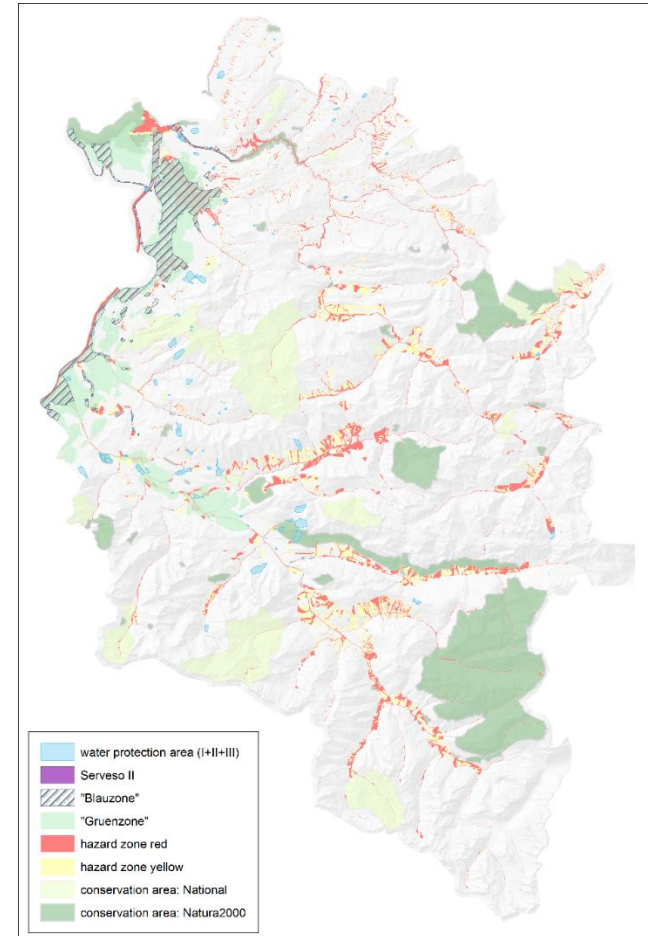 water protection area (I+II+III)
Serveso II
"Blauzone"
"Gruenzone"
hazard zone red
hazard zone yellow
conservation area: National
conservation area: Natura2000